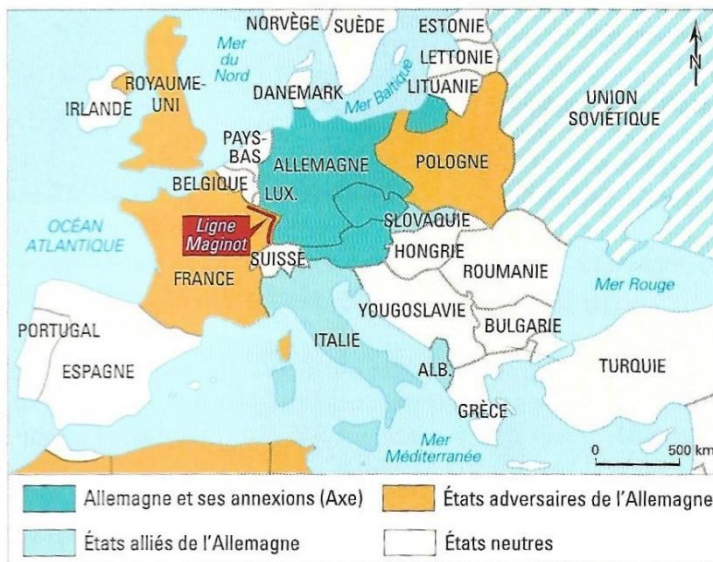 NORVÈGE
SUÈDE
ESTONIE
Mer
du
Nord
LETTONIE
N
ROYAUME-
UNI
Mer Baltique
LITUANIE
IRLANDE
DANEMARK
UNION
SOVIÉTIQUE
PAYS-
BAS
ALLEMAGNE
POLOGNE
BELGIQUE
LUX.
OCÉAN
ATLANTIQUE
Ligne
Maginot
SLOVAQUIE
SUISSE
HONGRIE
FRANCE
ROUMANIE
Mer Rouge
YOUGOSLAVIE
PORTUGAL
BULGARIE
ITALIE
ESPAGNE
ALB.
TURQUIE
GRÈCE
Mer
Méditerranée
0 500 km
Allemagne et ses annexions (Axe)
États adversaires de l'Allemagne
États alliés de l'Allemagne
États neutres